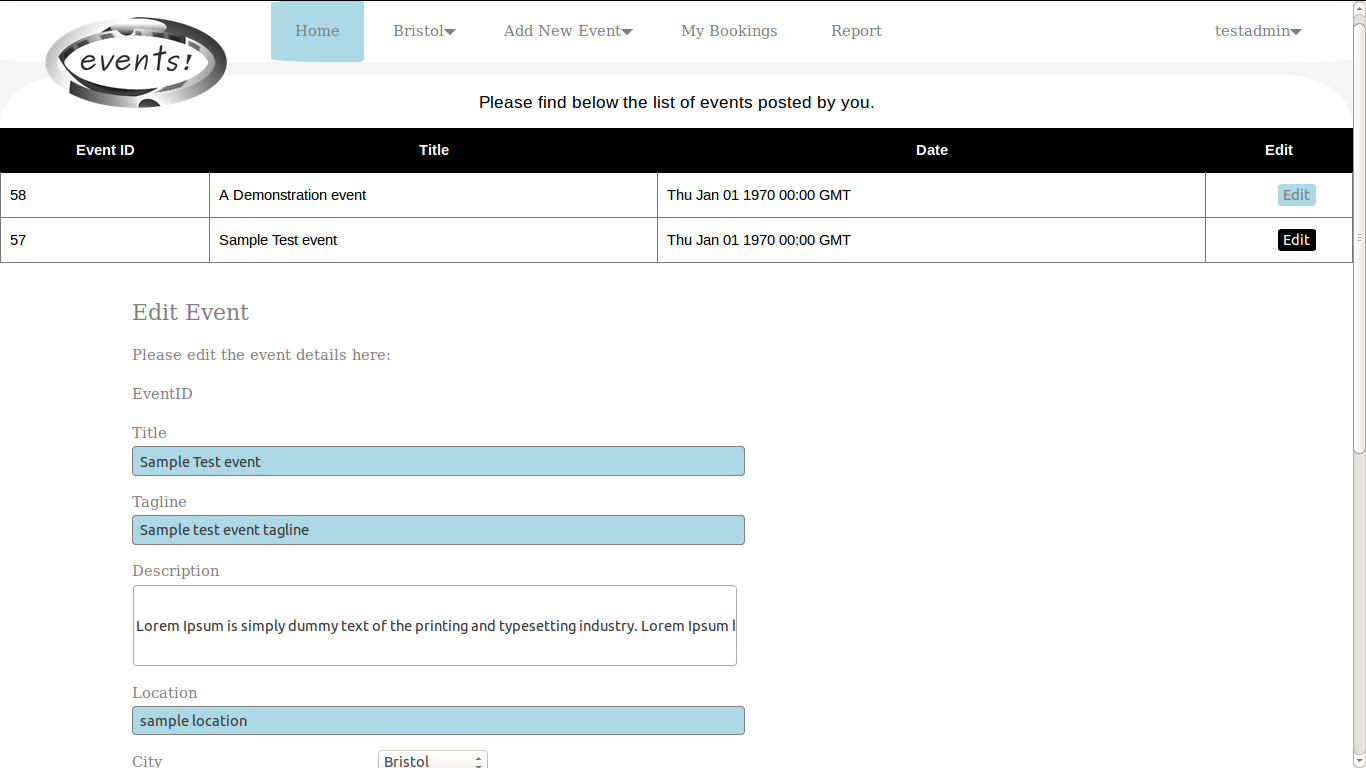 events!
Home Bristol Add New Event My Bookings Report testadmin
Please find below the list of events posted by you.
Event ID Title Date Edit
58 A Demonstration event Thu Jan 01 1970 00:00 GMT Edit
57 Sample Test event Thu Jan 01 1970 00:00 GMT Edit
Edit Event
Please edit the event details here:
EventID
Title
Sample Test event
Tagline
Sample test event tagline
Description
Lorem Ipsum is simply dummy text of the printing and typesetting industry. Lorem Ipsum
Location
sample location
City Bristol